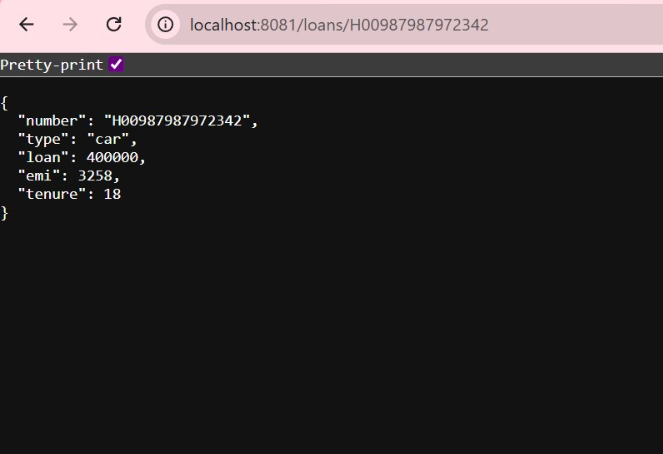 localhost:8081/loans/H00987987972342
Pretty-print
{
  "number": "H00987987972342",
  "type": "car",
  "loan": 400000,
  "emi": 3258,
  "tenure": 18
}